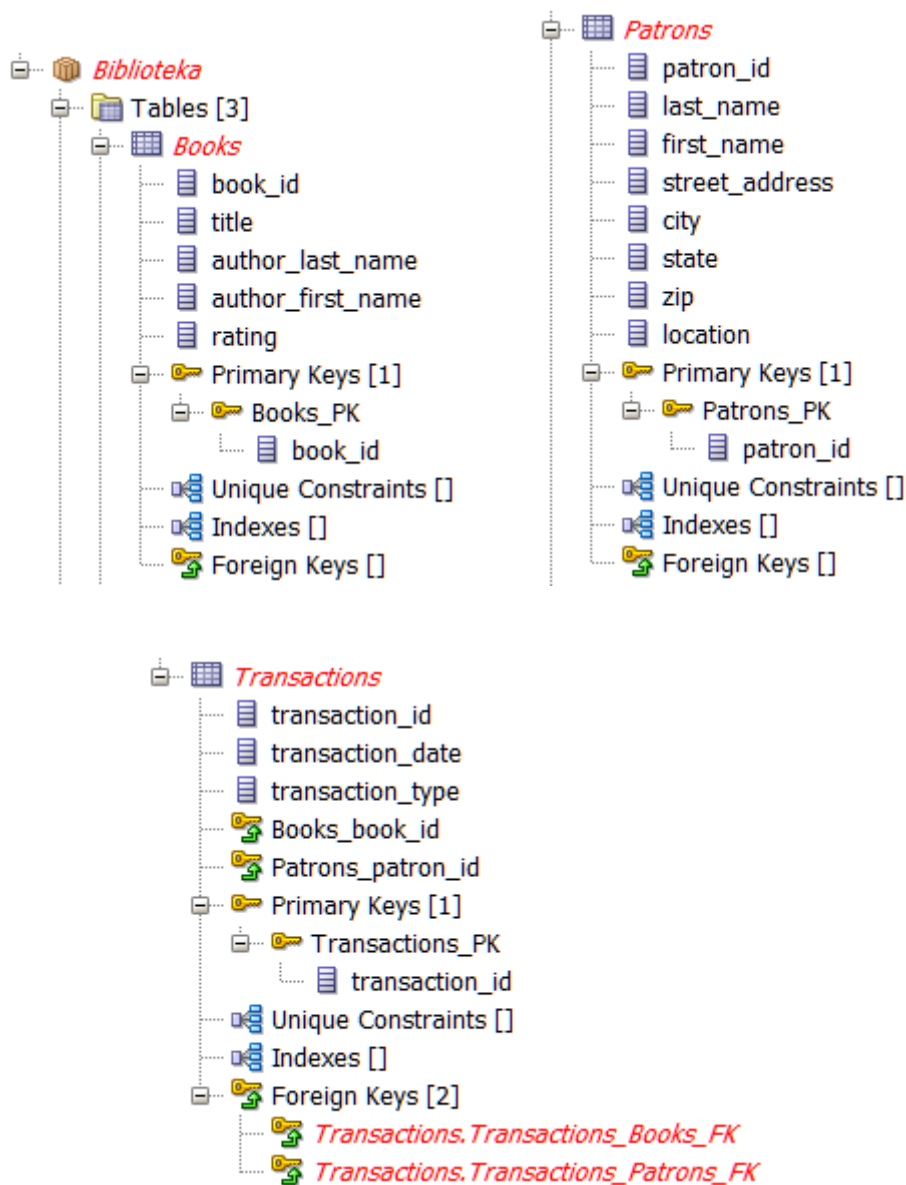 Biblioteka
Tables [3]
Books
book_id
title
author_last_name
author_first_name
rating
Primary Keys [1]
Books_PK
book_id
Unique Constraints []
Indexes []
Foreign Keys []
Patrons
patron_id
last_name
first_name
street_address
city
state
zip
location
Primary Keys [1]
Patrons_PK
patron_id
Unique Constraints []
Indexes []
Foreign Keys []
Transactions
transaction_id
transaction_date
transaction_type
Books_book_id
Patrons_patron_id
Primary Keys [1]
Transactions_PK
transaction_id
Unique Constraints []
Indexes []
Foreign Keys [2]
Transactions.Transactions_Books_FK
Transactions.Transactions_Patrons_FK